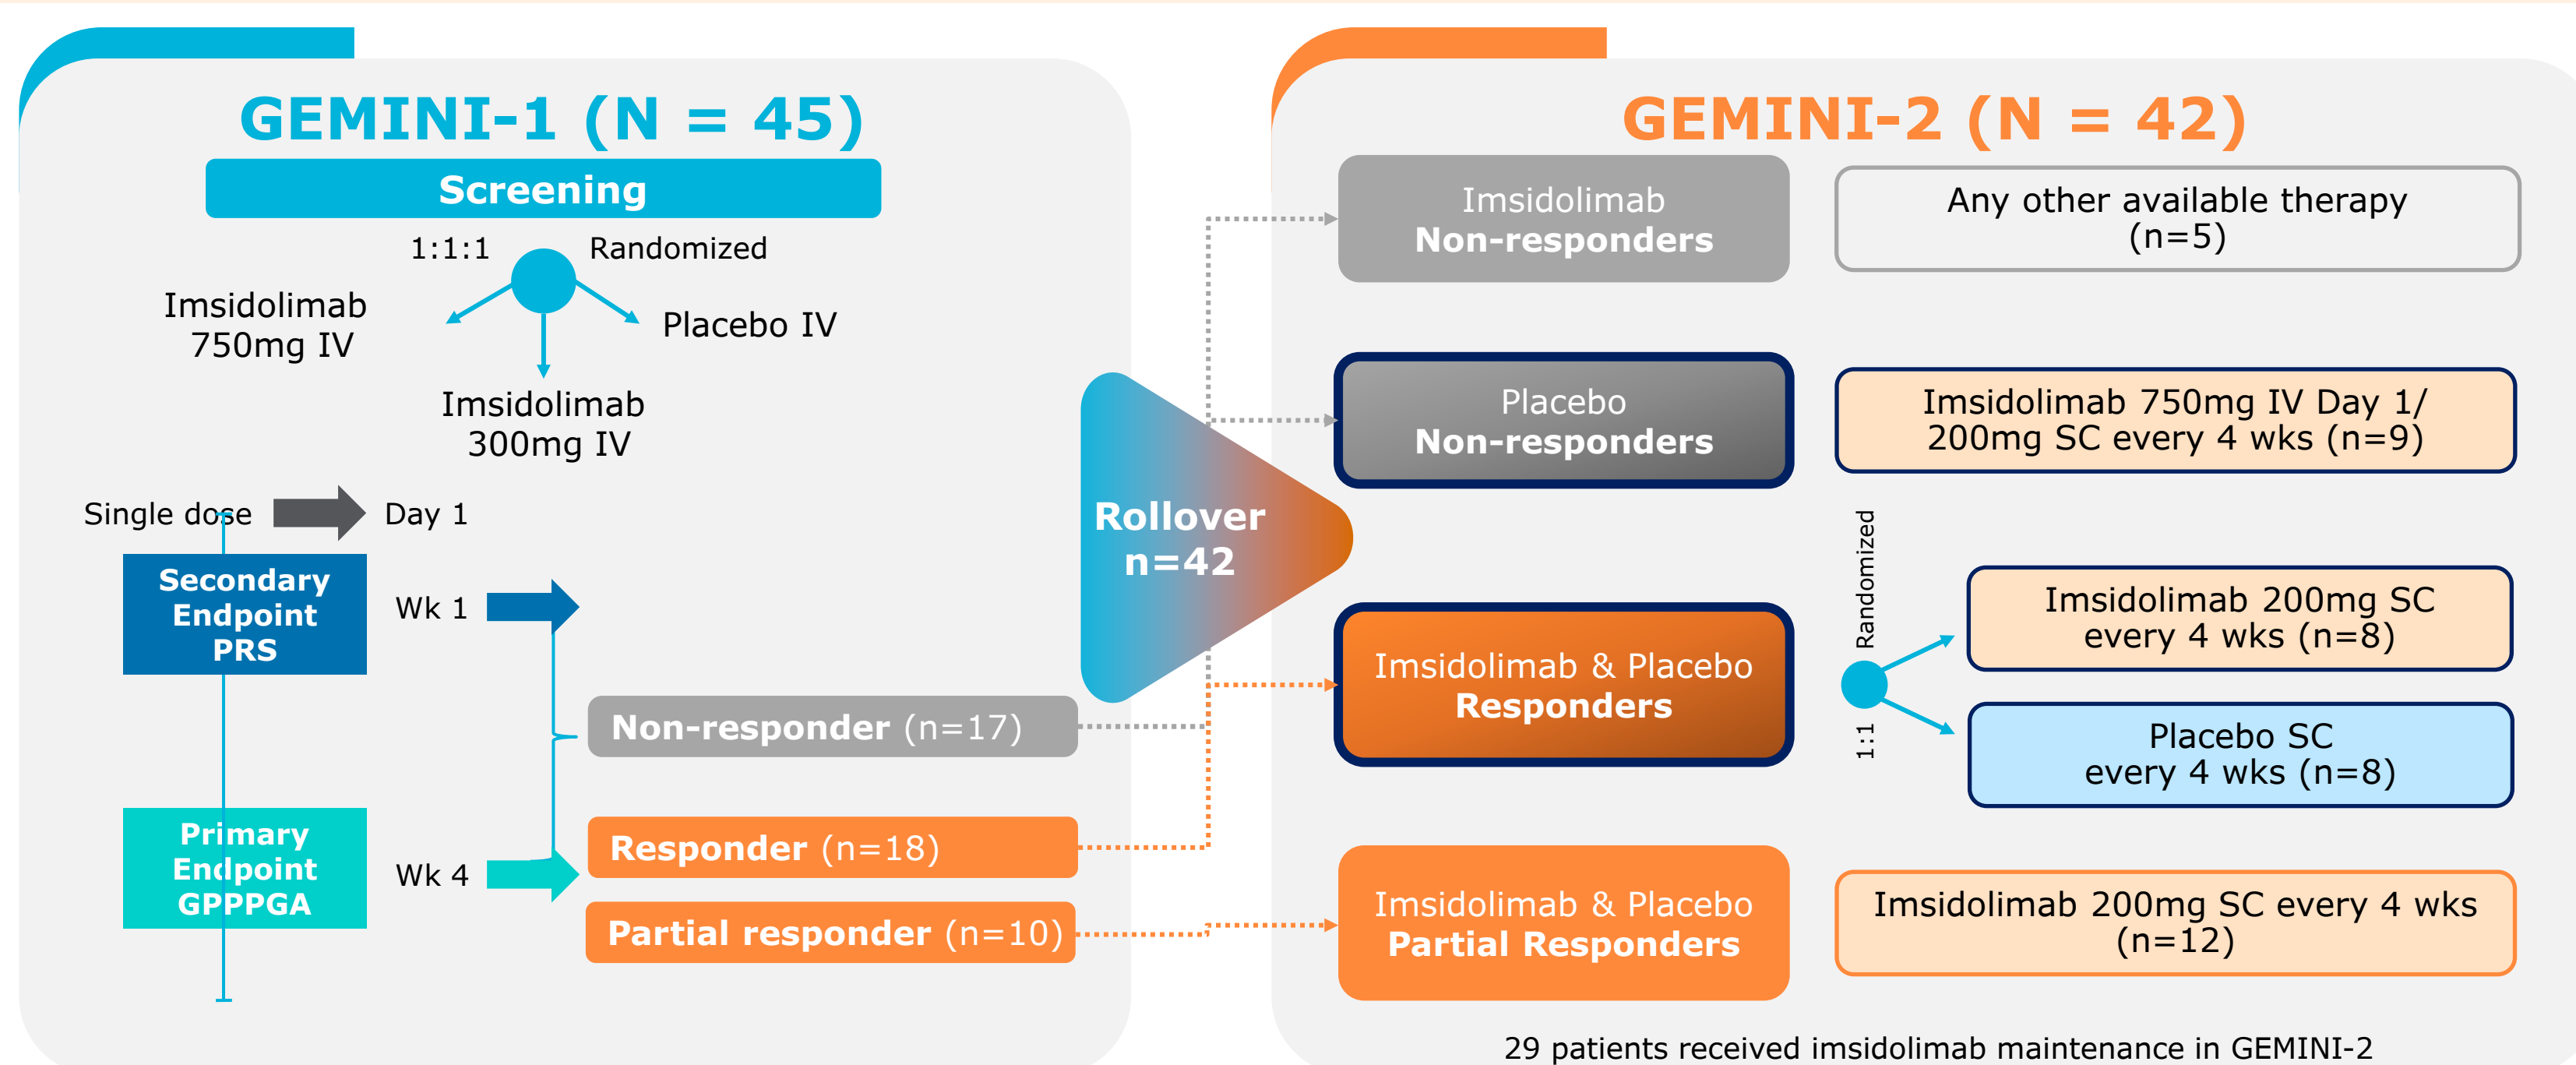 GEMINI-1 (N = 45)
Screening
1:1:1
Randomized
Imsidolimab
750mg IV
Placebo IV
Imsidolimab
300mg IV
Single dose
Day 1
Secondary
Endpoint
PRS
Wk 1
Non-responder (n=17)
Primary
Endpoint
GPPPGA
Wk 4
Responder (n=18)
Partial responder (n=10)
Rollover
n=42
GEMINI-2 (N = 42)
Imsidolimab
Non-responders
Any other available therapy
(n=5)
Placebo
Non-responders
Imsidolimab 750mg IV Day 1/
200mg SC every 4 wks (n=9)
Imsidolimab & Placebo
Responders
Randomized
1:1
Imsidolimab 200mg SC
every 4 wks (n=8)
Placebo SC
every 4 wks (n=8)
Imsidolimab & Placebo
Partial Responders
Imsidolimab 200mg SC every 4 wks
(n=12)
29 patients received imsidolimab maintenance in GEMINI-2